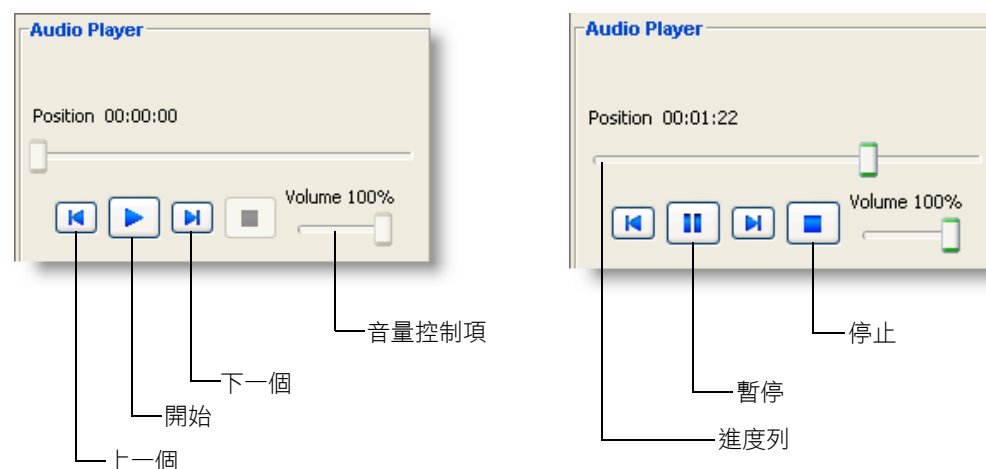 Audio Player
Position 00:00:00
Volume 100%
音量控制項
下一個
開始
上一個
Audio Player
Position 00:01:22
Volume 100%
停止
暫停
進度列